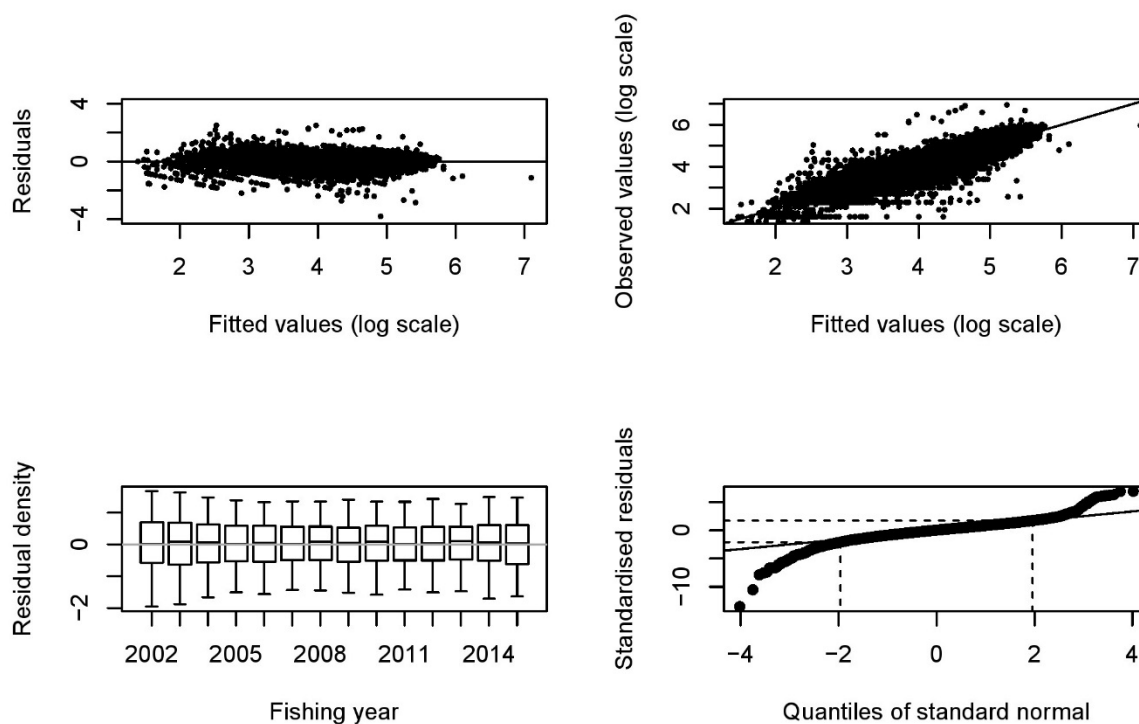 Residuals
4
0
−4
2 3 4 5 6 7
Fitted values (log scale)
Observed values (log scale)
6
4
2
2 3 4 5 6 7
Fitted values (log scale)
Residual density
0
−2
2002 2005 2008 2011 2014
Fishing year
Standardised residuals
0
−10
−4 −2 0 2 4
Quantiles of standard normal